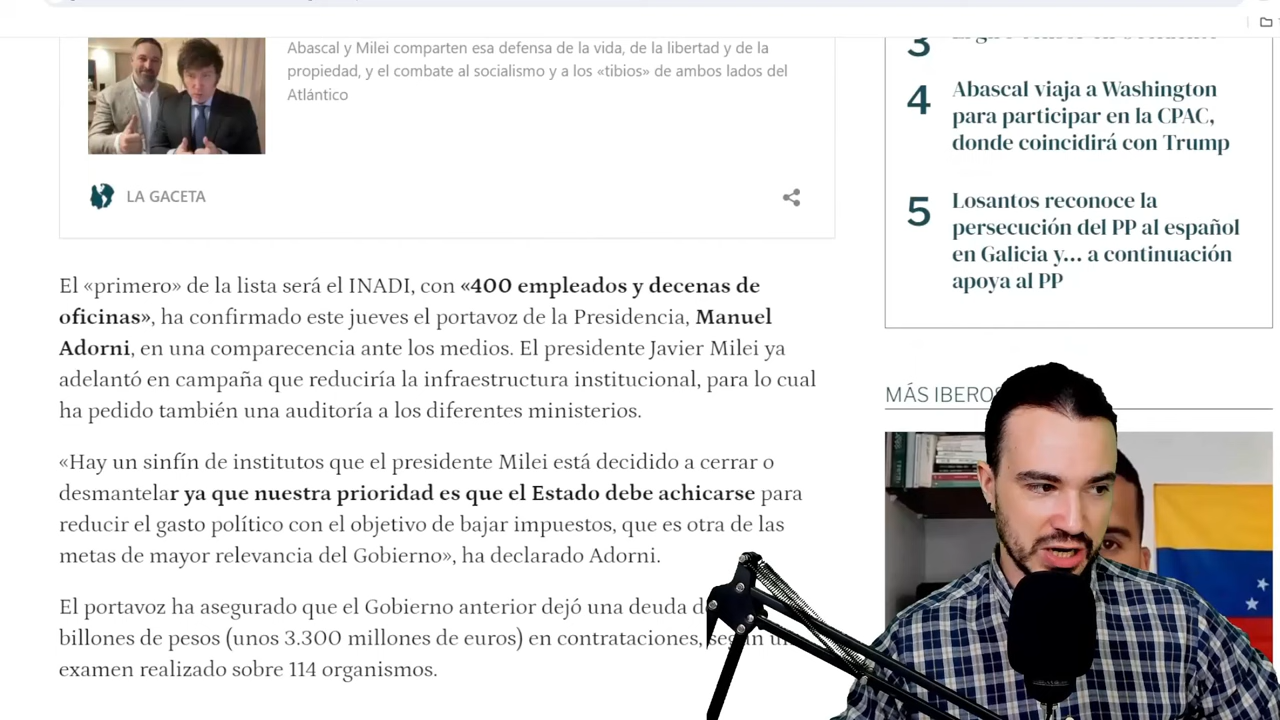 Abascal y Milei comparten esa defensa de la vida, de la libertad y de la
propiedad, y el combate al socialismo y a los «tibios» de ambos lados del
Atlántico
LA GACETA
El «primero» de la lista será el INADI, con «400 empleados y decenas de
oficinas», ha confirmado este jueves el portavoz de la Presidencia, Manuel
Adorni, en una comparecencia ante los medios. El presidente Javier Milei ya
adelantó en campaña que reduciría la infraestructura institucional, para lo cual
ha pedido también una auditoría a los diferentes ministerios.
«Hay un sinfín de institutos que el presidente Milei está decidido a cerrar o
desmantelar ya que nuestra prioridad es que el Estado debe achicarse para
reducir el gasto político con el objetivo de bajar impuestos, que es otra de las
metas de mayor relevancia del Gobierno», ha declarado Adorni.
El portavoz ha asegurado que el Gobierno anterior dejó una deuda
billones de pesos (unos 3.300 millones de euros) en contrataciones, según
examen realizado sobre 114 organismos.
3
4 Abascal viaja a Washington
para participar en la CPAC,
donde coincidirá con Trump
5 Losantos reconoce la
persecución del PP al español
en Galicia y... a continuación
apoya al PP
MÁS IBEROS